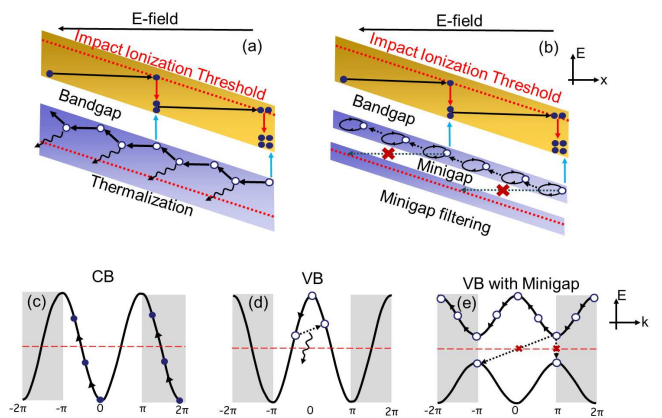 E-field
E-field
(a)
(b)
E
x
Impact Ionization Threshold
Impact Ionization Threshold
Bandgap
Bandgap
Minigap
Thermalization
Minigap filtering
CB
VB
VB with Minigap
(c)
(d)
(e)
E
k
-2π -π 0 π 2π
-2π -π 0 π 2π
-2π -π 0 π 2π